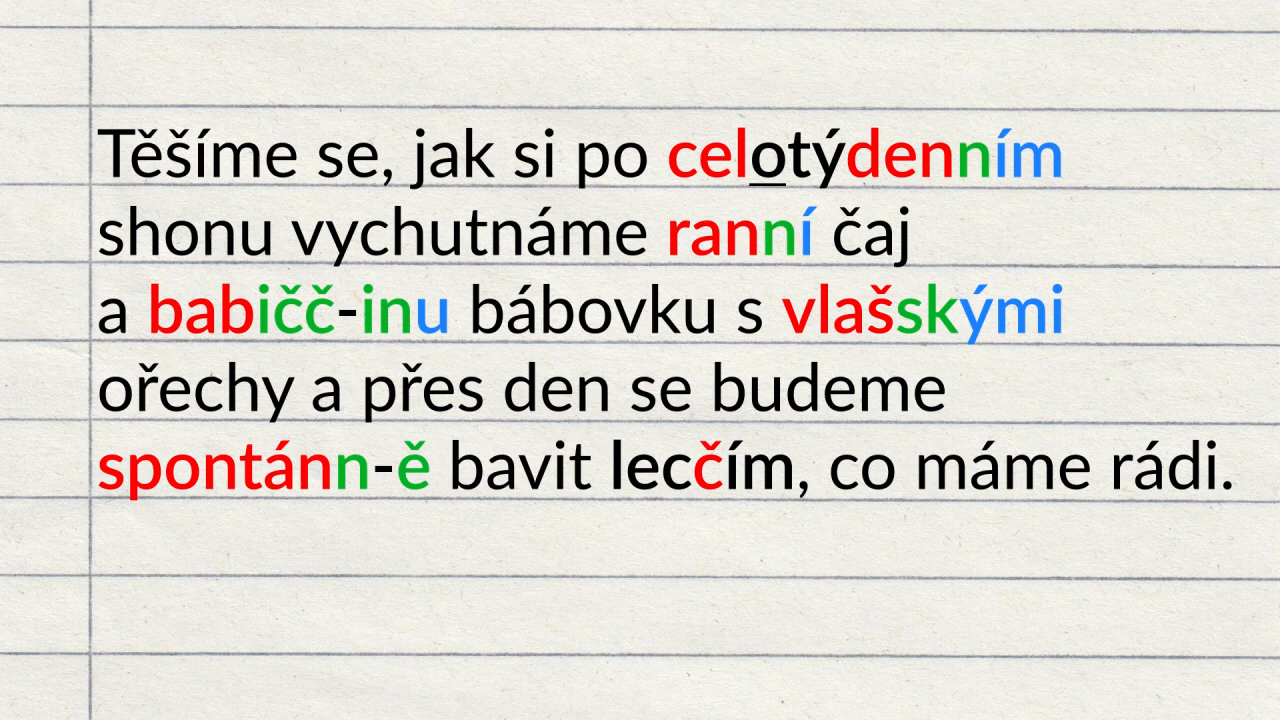 Těšíme se, jak si po celotýdenním
shonu vychutnáme ranní čaj
a babičč-inu bábovku s vlašskými
ořechy a přes den se budeme
spontánn-ě bavit lecčím, co máme rádi.